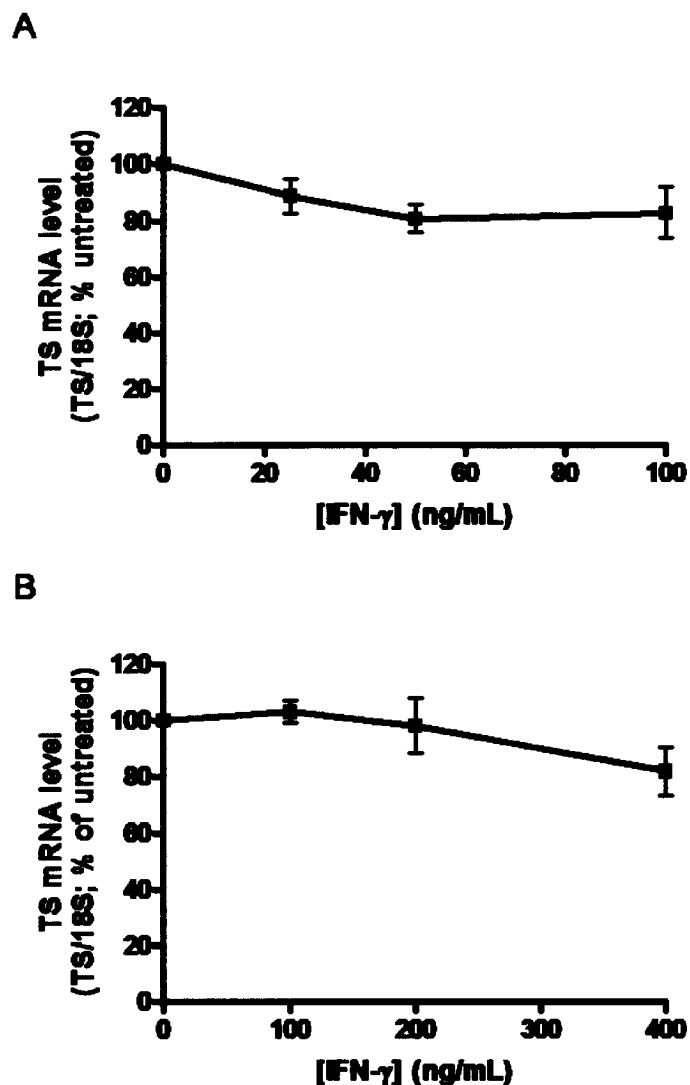 A
120
100
80
60
40
20
0
TS mRNA level
(TS/18S; % untreated)
0 20 40 60 80 100
[IFN-γ] (ng/mL)
B
120
100
80
60
40
20
0
TS mRNA level
(TS/18S; % of untreated)
0 100 200 300 400
[IFN-γ] (ng/mL)